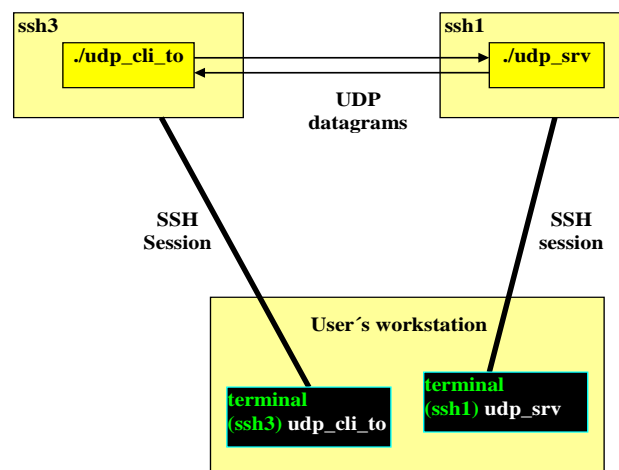 ssh3
./udp_cli_to
ssh1
./udp_srv
UDP
datagrams
SSH
Session
SSH
session
User´s workstation
terminal
(ssh3) udp_cli_to
terminal
(ssh1) udp_srv